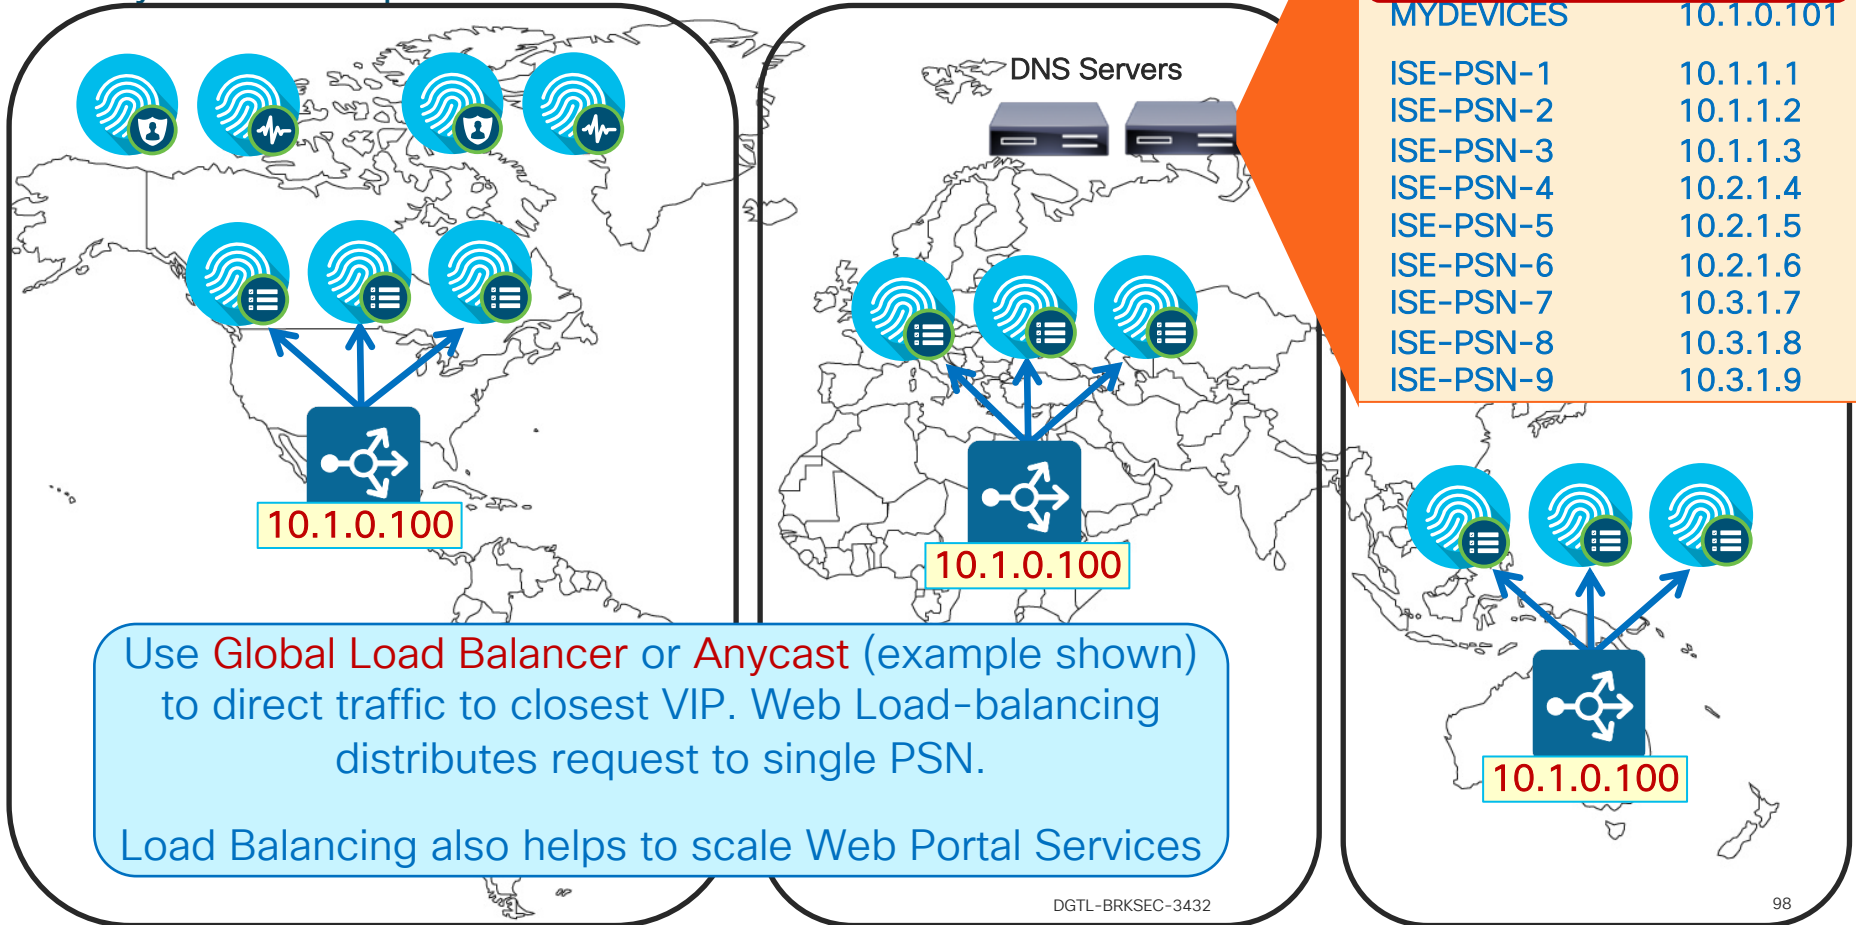 DNS Servers
MYDEVICES 10.1.0.101
ISE-PSN-1 10.1.1.1
ISE-PSN-2 10.1.1.2
ISE-PSN-3 10.1.1.3
ISE-PSN-4 10.2.1.4
ISE-PSN-5 10.2.1.5
ISE-PSN-6 10.2.1.6
ISE-PSN-7 10.3.1.7
ISE-PSN-8 10.3.1.8
ISE-PSN-9 10.3.1.9
10.1.0.100
10.1.0.100
10.1.0.100
Use Global Load Balancer or Anycast (example shown)
to direct traffic to closest VIP. Web Load-balancing
distributes request to single PSN.
Load Balancing also helps to scale Web Portal Services
DGTL-BRKSEC-3432
98